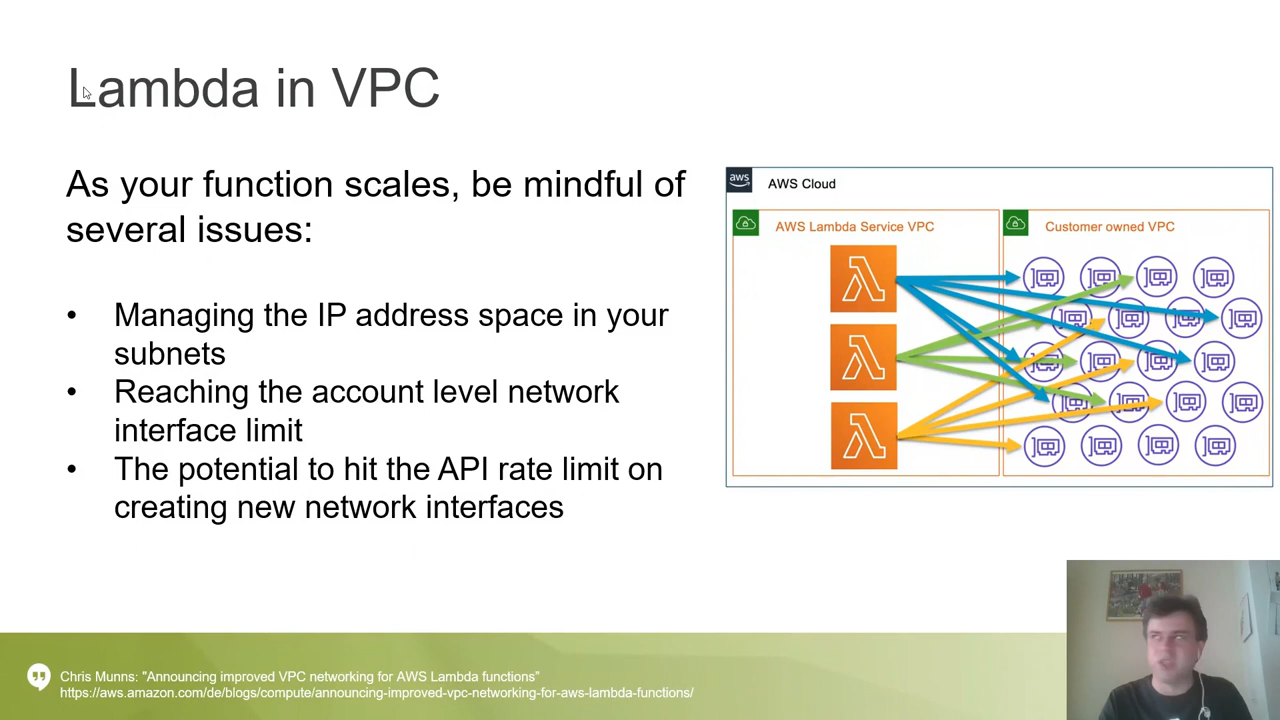 Lambda in VPC
As your function scales, be mindful of
several issues:
• Managing the IP address space in your
subnets
• Reaching the account level network
interface limit
• The potential to hit the API rate limit on
creating new network interfaces
aws
AWS Cloud
AWS Lambda Service VPC
Customer owned VPC
Chris Munns: "Announcing improved VPC networking for AWS Lambda functions”
https://aws.amazon.com/de/blogs/compute/announcing-improved-vpc-networking-for-aws-lambda-functions/